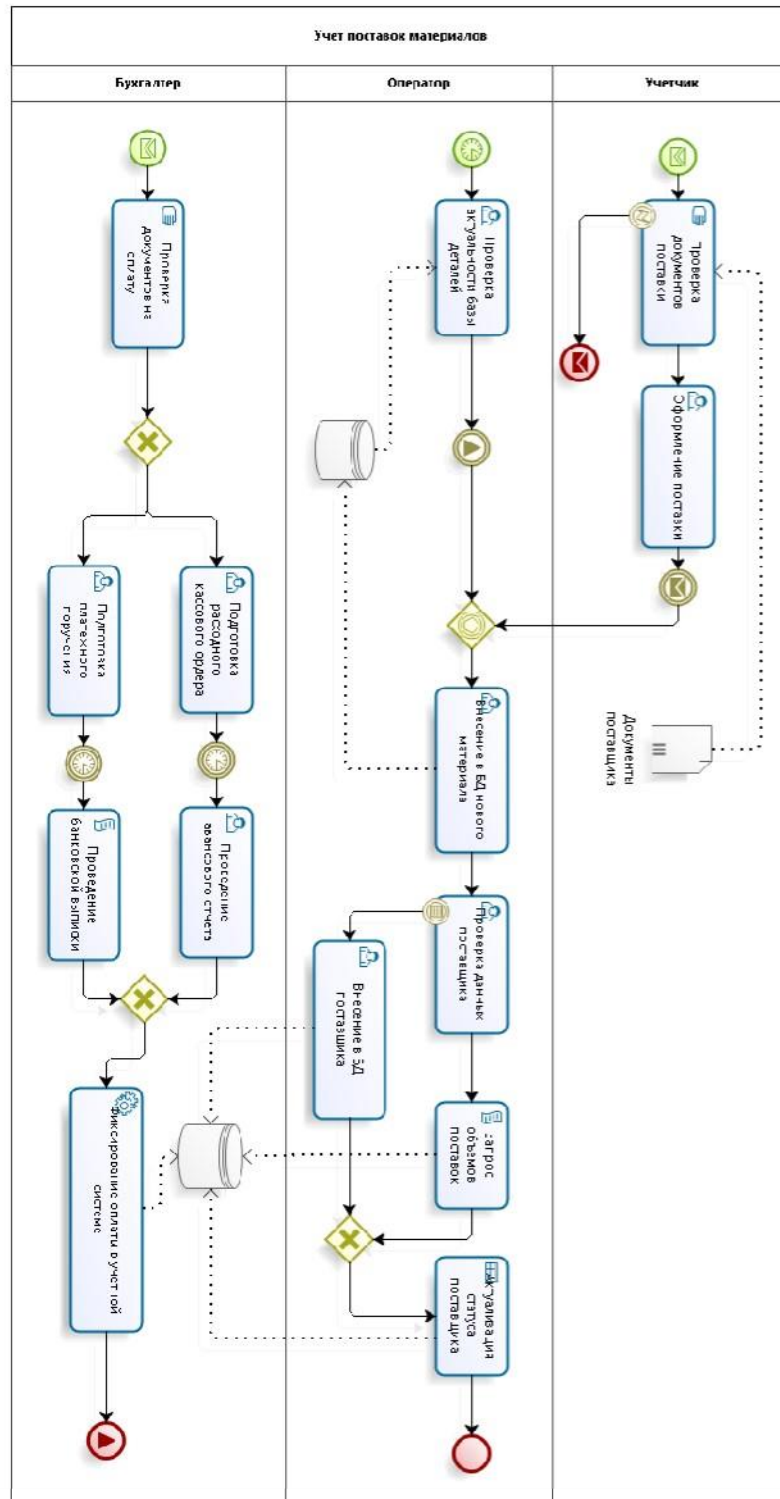 Учет поставок материалов
Бухгалтер
Оператор
Учетчик
Проверка
документов на
оплату
Проверка
актуальности базы
деталей
Проверка
документов
поставки
Оформление поставки
Подготовка
платежного
поручения
Подготовка
расходного
кассового ордера
Внесение в БД нового
материала
Документы
поставщика
Проведение
банковской выписки
Проведение
авансового отчета
Проверка данных
поставщика
Внесение в БД
поставщика
Запрос
объемов
поставок
Фиксирование оплаты в учетной
системе
Актуализация
статуса
поставщика